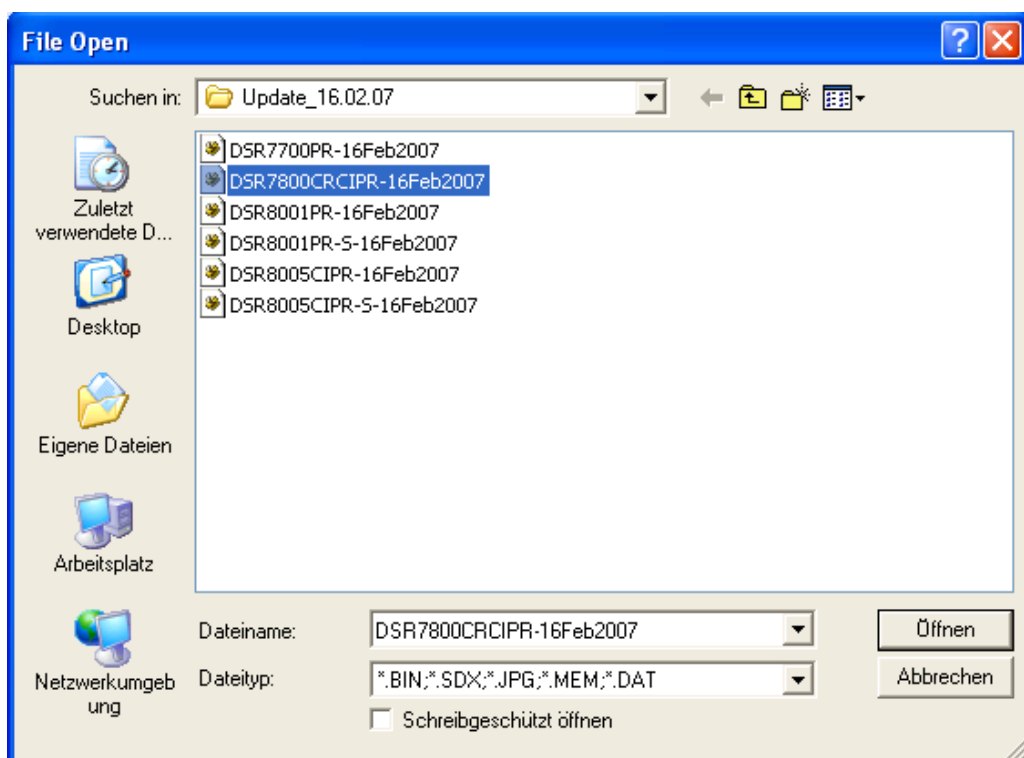 File Open
Suchen in:
Update_16.02.07
DSR7700PR-16Feb2007
DSR7800CRCIPR-16Feb2007
DSR8001PR-16Feb2007
DSR8001PR-S-16Feb2007
DSR8005CIPR-16Feb2007
DSR8005CIPR-S-16Feb2007
Zuletzt
verwendete D...
Desktop
Eigene Dateien
Arbeitsplatz
Netzwerkumgeb
ung
Dateiname:
DSR7800CRCIPR-16Feb2007
Öffnen
Dateityp:
*.BIN;*.SDX;*.JPG;*.MEM;*.DAT
Abbrechen
Schreibgeschützt öffnen